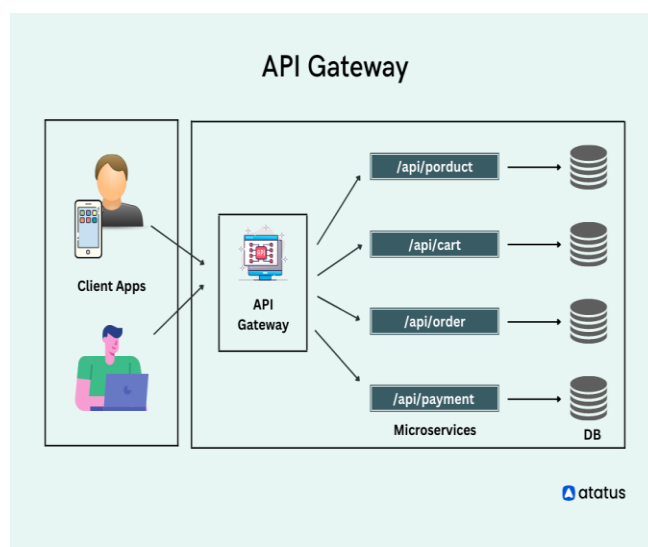 API Gateway
Client Apps
API
Gateway
/api/porduct
/api/cart
/api/order
/api/payment
Microservices
DB
atatus